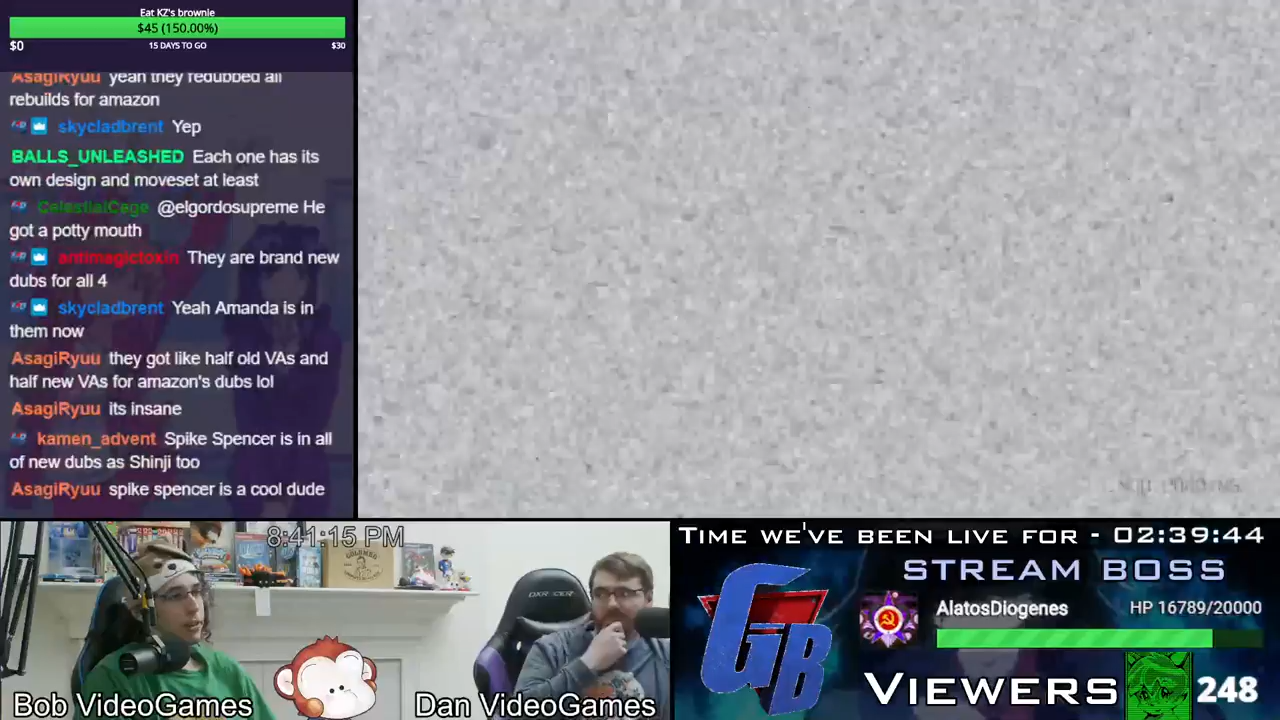 Eat KZ's brownie
$45 (150.00%)
$0 15 DAYS TO GO $30
AsagiRyuu yeah they redubbed all
rebuilds for amazon
skycladbrent Yep
BALLS_UNLEASHED Each one has its
own design and moveset at least
CelestialCage @elgordosupreme He
got a potty mouth
antimagictoxin They are brand new
dubs for all 4
skycladbrent Yeah Amanda is in
them now
AsagiRyuu they got like half old VAs and
half new VAs for amazon's dubs lol
AsagiRyuu its insane
kamen_advent Spike Spencer is in all
of new dubs as Shinji too
AsagiRyuu spike spencer is a cool dude
8:41:15 PM
DXRACER
Bob VideoGames
Dan VideoGames
TIME WE'VE BEEN LIVE FOR - 02:39:44
STREAM BOSS
AlatosDiogenes HP 16789/20000
GB
VIEWERS 248